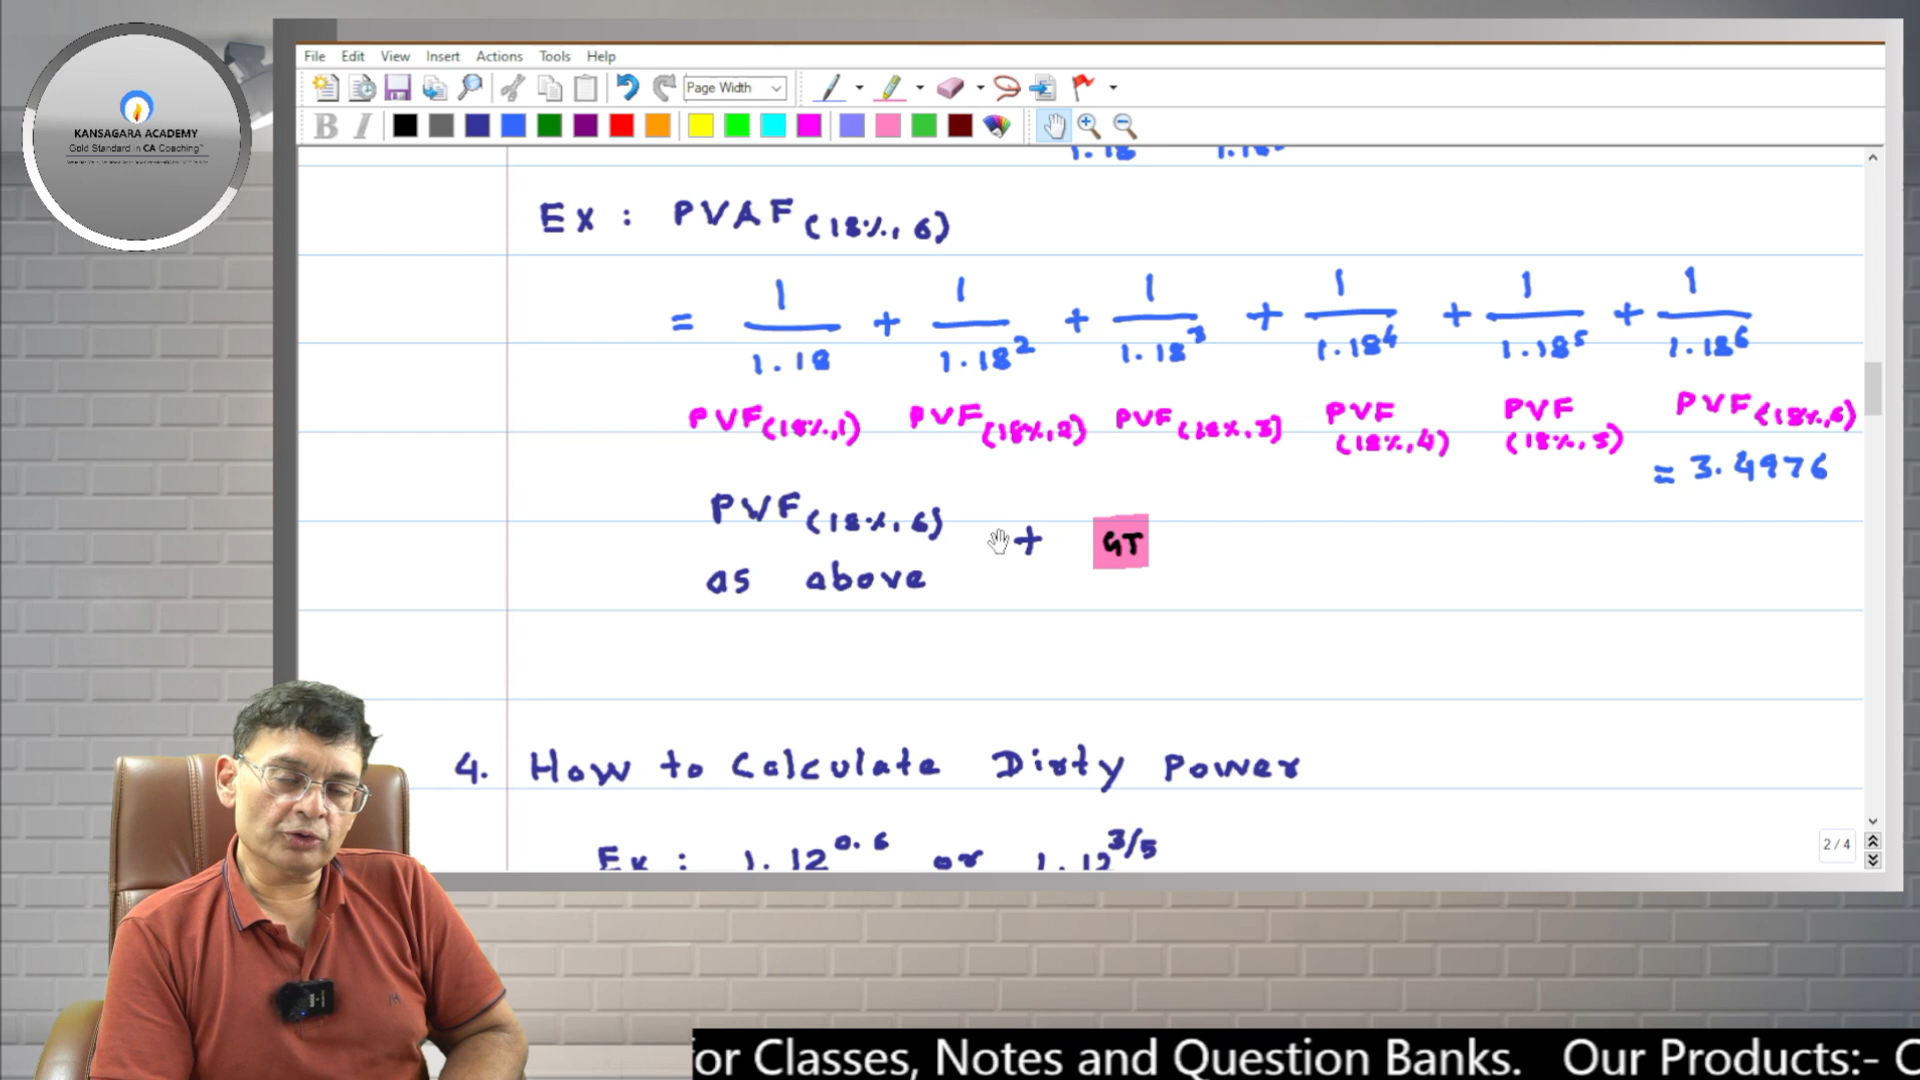 KANSAGARA ACADEMY
Gold Standard in CA Coaching™
File Edit View Insert Actions Tools Help
Page Width
B I
Ex : PVAF(18%, 6)
= 1/1.18 + 1/1.18² + 1/1.18³ + 1/1.18⁴ + 1/1.18⁵ + 1/1.18⁶
PVF(18%,1) PVF(18%,2) PVF(18%,3) PVF(18%,4) PVF(18%,5) PVF(18%,6)
= 3.4976
PVF(18%, 6) + GT
as above
4. How to Calculate Dirty Power
Ex : 1.12^0.6 or 1.12^3/5
2 / 4
or Classes, Notes and Question Banks. Our Products:- C